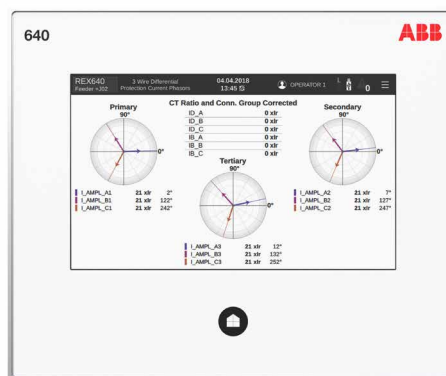 640
ABB
REX640
Feeder +J02
3 Wire Differential
Protection Current Phasors
04.04.2018
13:45
OPERATOR 1
L
0
CT Ratio and Conn. Group Corrected
ID_A 0 xIr
ID_B 0 xIr
ID_C 0 xIr
IB_A 0 xIr
IB_B 0 xIr
IB_C 0 xIr
Primary
90°
0°
I_AMPL_A1 21 xIr 2°
I_AMPL_B1 21 xIr 122°
I_AMPL_C1 21 xIr 242°
Secondary
90°
0°
I_AMPL_A2 21 xIr 7°
I_AMPL_B2 21 xIr 127°
I_AMPL_C2 21 xIr 247°
Tertiary
90°
0°
I_AMPL_A3 21 xIr 12°
I_AMPL_B3 21 xIr 132°
I_AMPL_C3 21 xIr 252°